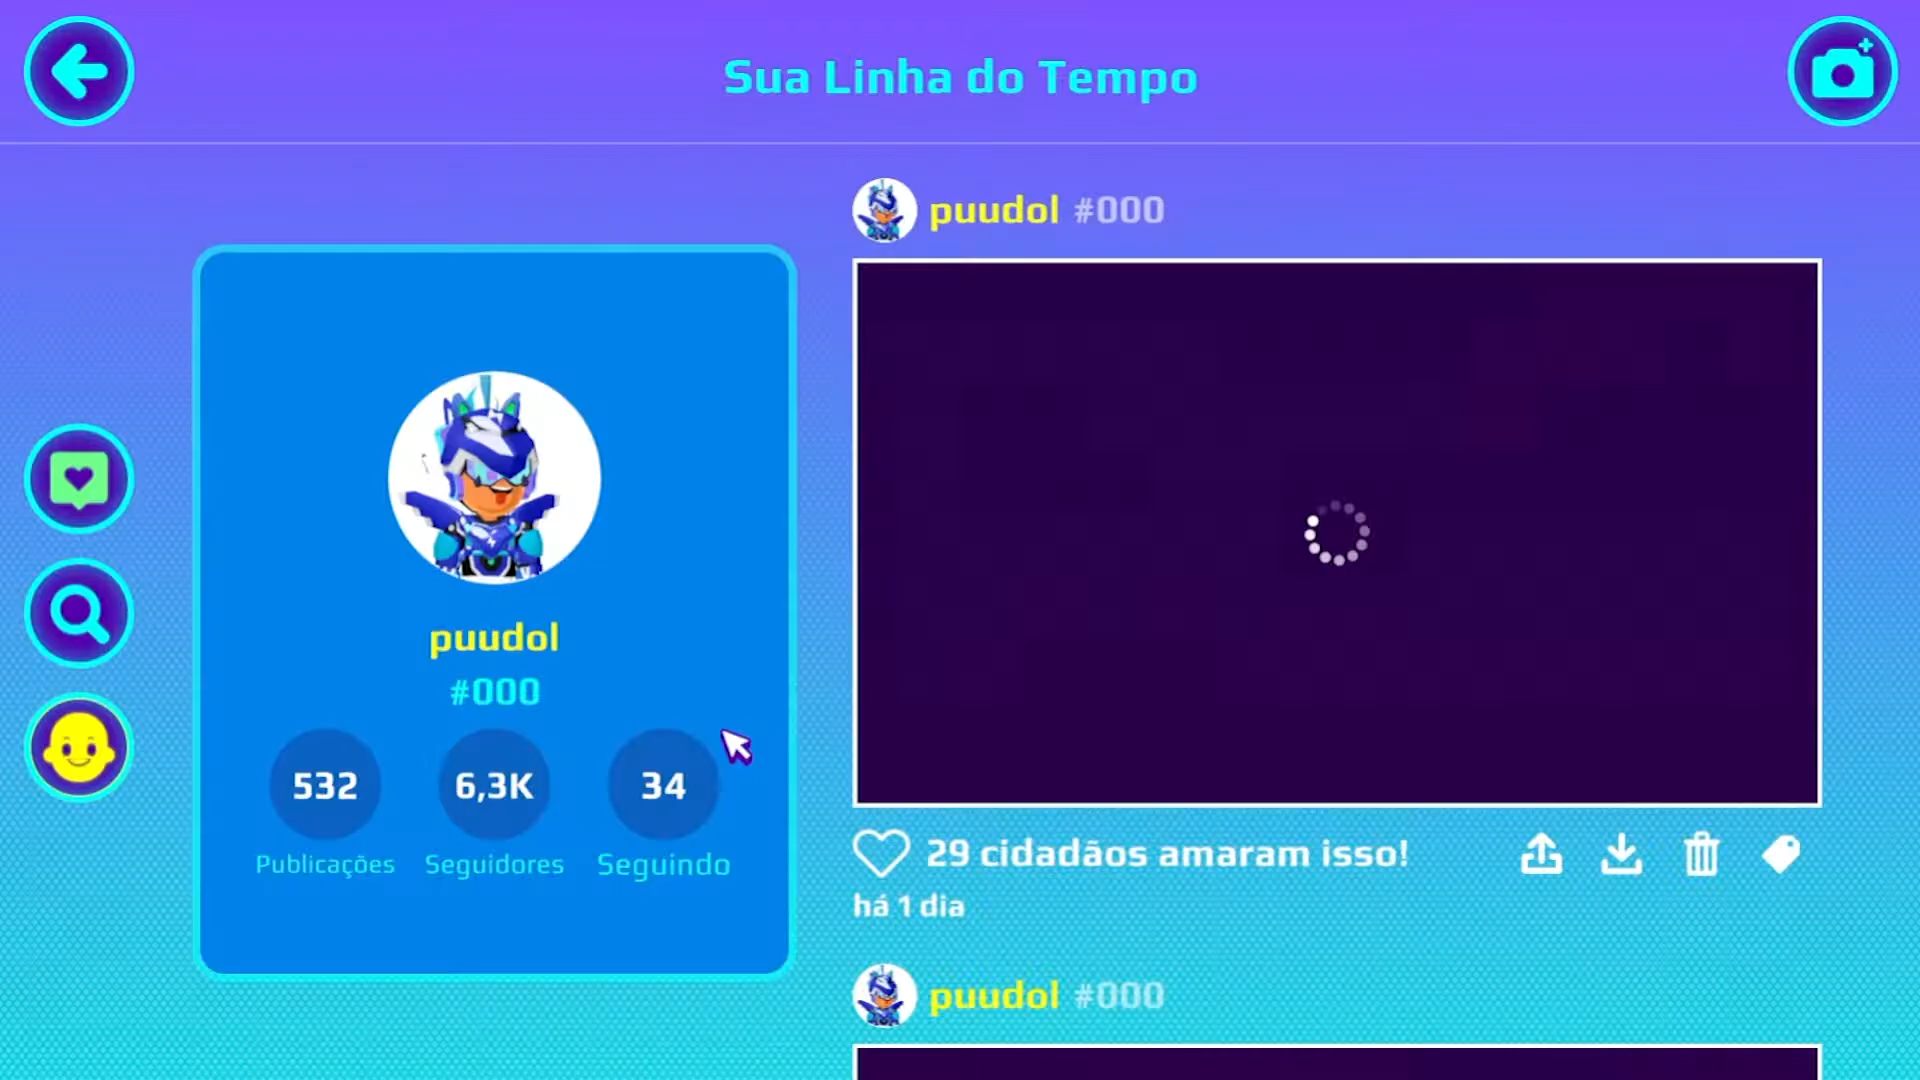 Sua Linha do Tempo
puudol #000
puudol
#000
532
6,3K
34
Publicações
Seguidores
Seguindo
29 cidadãos amaram isso!
há 1 dia
puudol #000